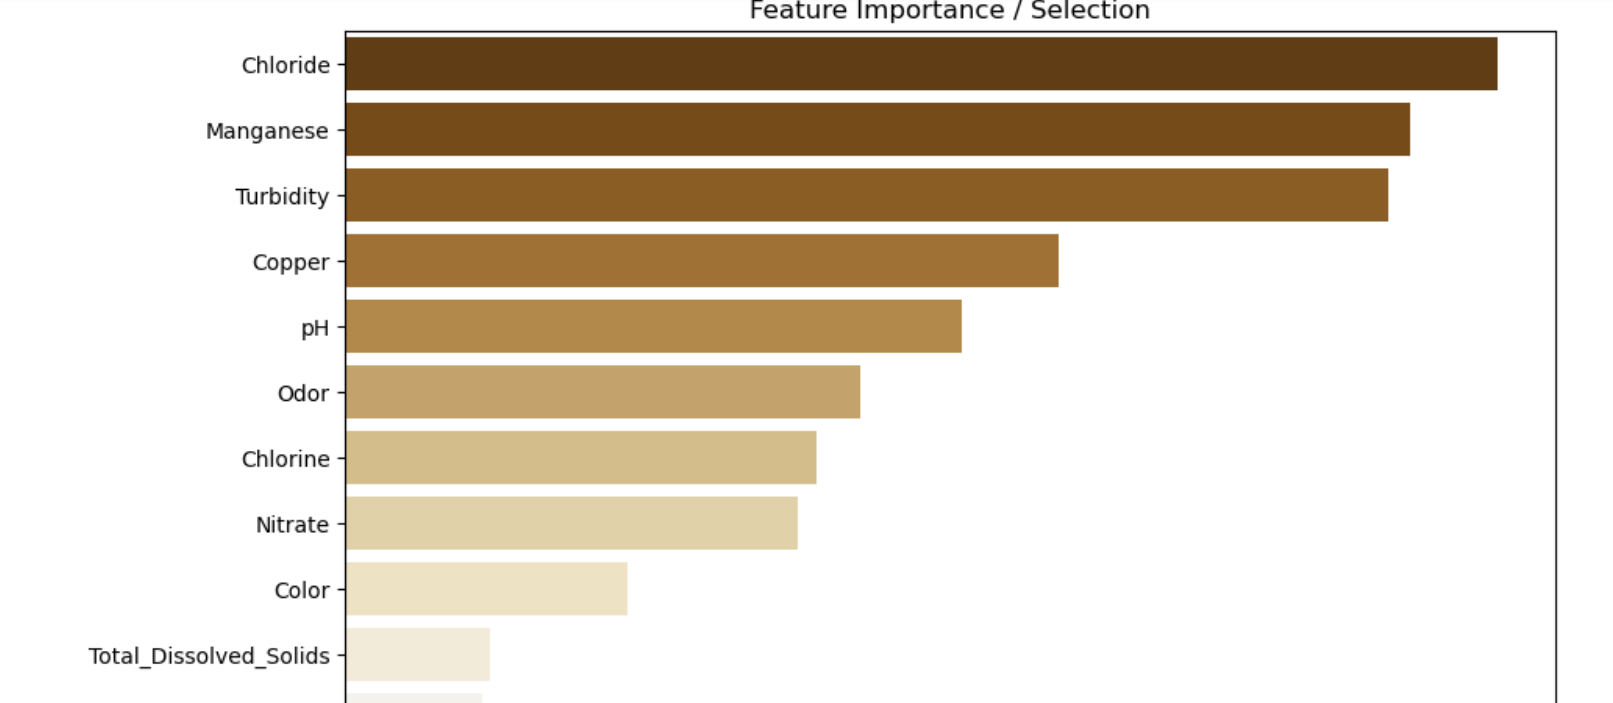 Feature Importance / Selection
Chloride
Manganese
Turbidity
Copper
pH
Odor
Chlorine
Nitrate
Color
Total_Dissolved_Solids